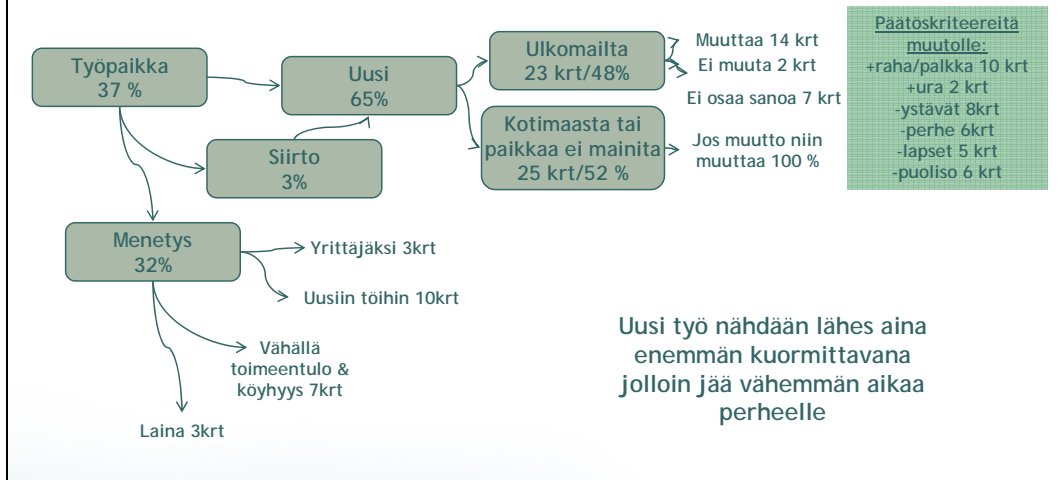 Työpaikka
37 %
Uusi
65%
Siirto
3%
Menetys
32%
Ulkomailta
23 krt/48%
Kotimaasta tai
paikkaa ei mainita
25 krt/52 %
Muuttaa 14 krt
Ei muuta 2 krt
Ei osaa sanoa 7 krt
Jos muutto niin
muuttaa 100 %
Päätöskriteereitä
muutolle:
+raha/palkka 10 krt
+ura 2 krt
-ystävät 8krt
-perhe 6krt
-lapset 5 krt
-puoliso 6 krt
Yrittäjäksi 3krt
Uusiin töihin 10krt
Vähällä
toimeentulo &
köyhyys 7krt
Laina 3krt
Uusi työ nähdään lähes aina
enemmän kuormittavana
jolloin jää vähemmän aikaa
perheelle